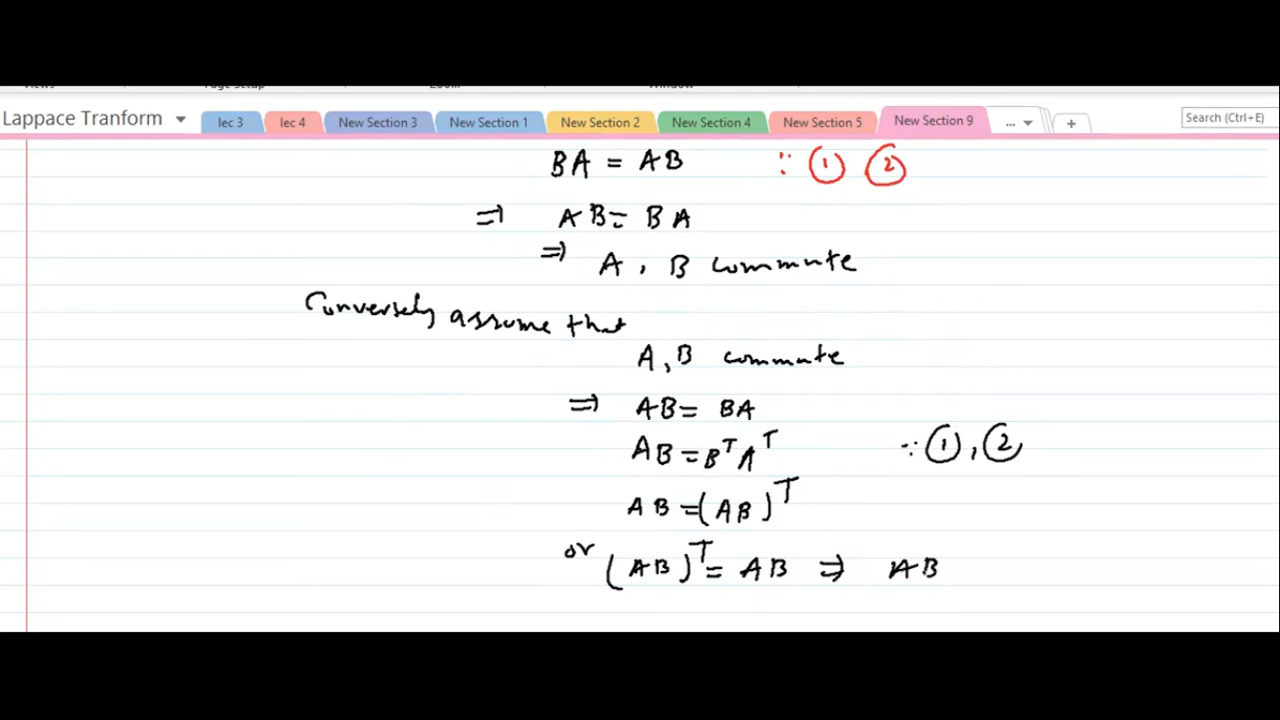 Lappace Tranform
lec 3
lec 4
New Section 3
New Section 1
New Section 2
New Section 4
New Section 5
New Section 9
...
+
Search (Ctrl+E)
BA = AB ∵ ① ②
⇒ AB = BA
⇒ A, B commute
Conversely assume that
A, B commute
⇒ AB = BA
AB = BᵀAᵀ ∵ ①, ②
AB = (AB)ᵀ
or (AB)ᵀ = AB ⇒ AB